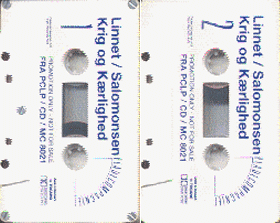 Linnet / Salomonsen
Krig og Kærlighed
1
PROMOTION ONLY - NOT FOR SALE
FRA PCLP / CD / MC 8021
Linnet / Salomonsen
Krig og Kærlighed
2
PROMOTION ONLY - NOT FOR SALE
FRA PCLP / CD / MC 8021